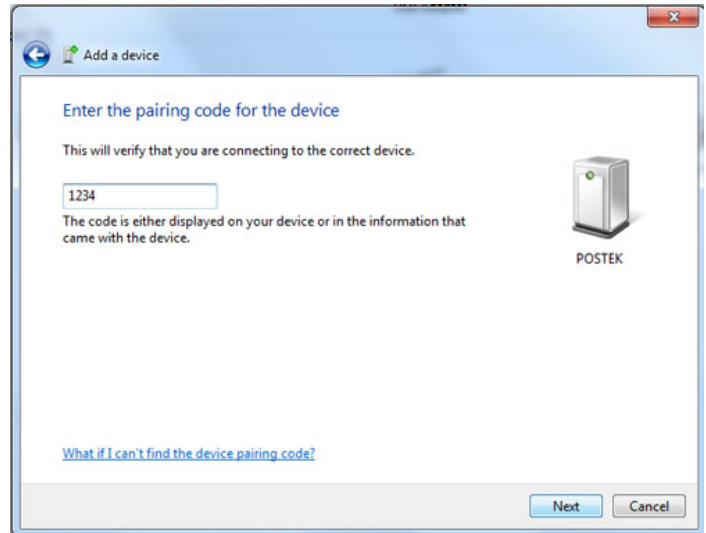 Add a device
Enter the pairing code for the device
This will verify that you are connecting to the correct device.
1234
The code is either displayed on your device or in the information that
came with the device.
POSTEK
What if I can't find the device pairing code?
Next
Cancel